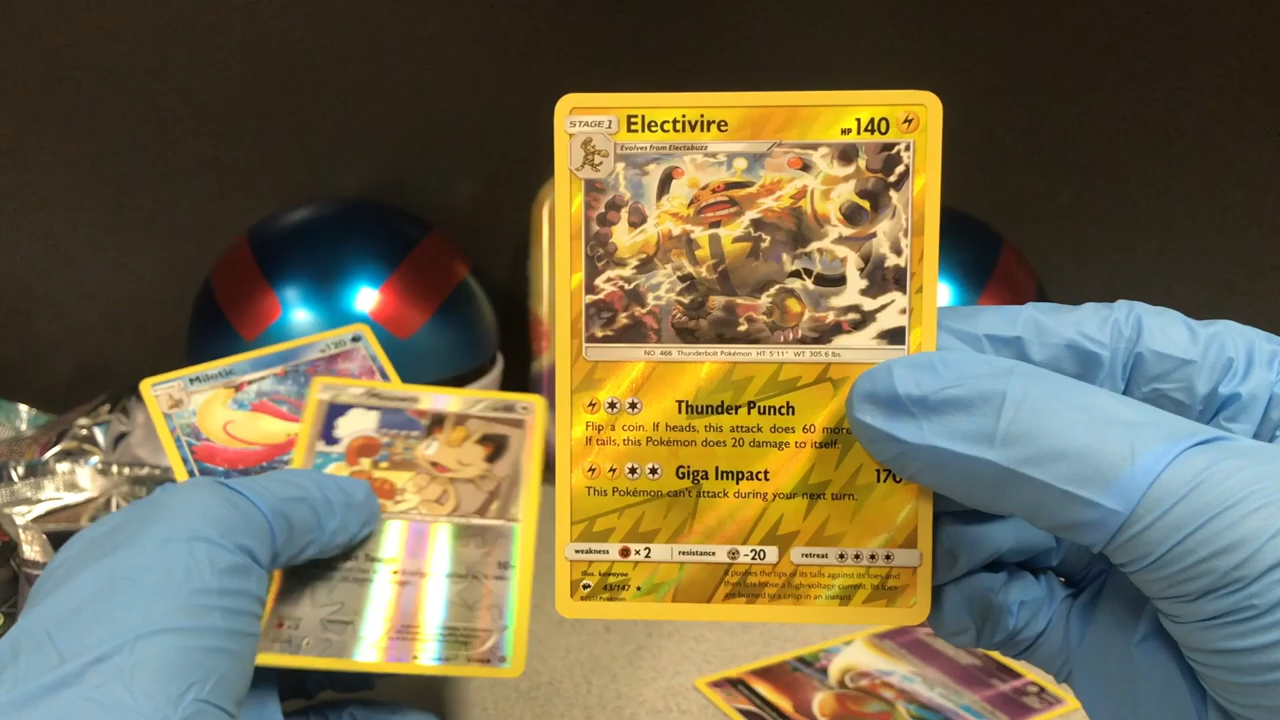 STAGE 1 Electivire HP 140
Evolves from Electabuzz
NO. 466 Thunderbolt Pokémon HT: 5'11" WT: 305.6 lbs
Thunder Punch
Flip a coin. If heads, this attack does 60 more
If tails, this Pokémon does 20 damage to itself.
Giga Impact 170
This Pokémon can't attack during your next turn.
weakness ×2 resistance -20 retreat
Illus. kawayoo
43/147 ★
©2017 Pokémon
It pushes the tips of its tails against its foes and
then lets loose a high-voltage current. Its foes
are burned to a crisp in an instant.
Milotic 120